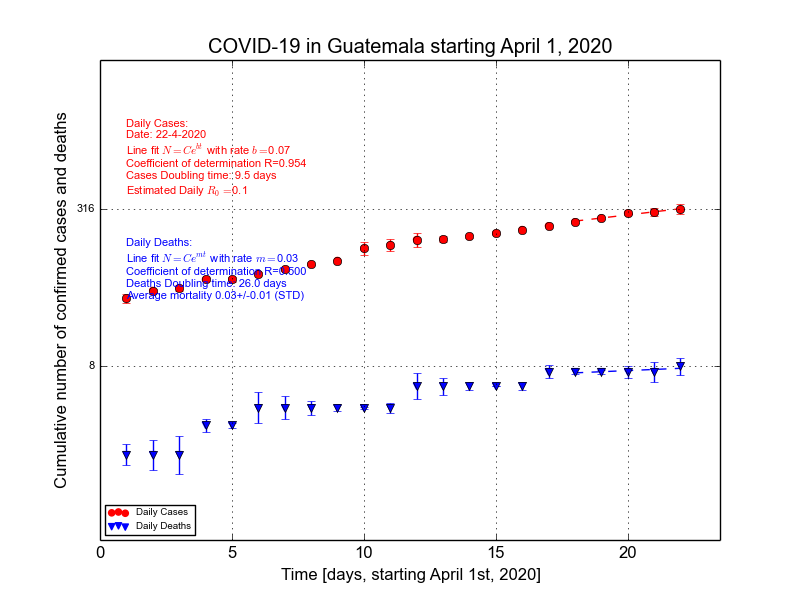 COVID-19 in Guatemala starting April 1, 2020
Cumulative number of confirmed cases and deaths
Daily Cases:
Date: 22-4-2020
Line fit N=Ce^{bt} with rate b=0.07
Coefficient of determination R=0.954
Cases Doubling time: 9.5 days
Estimated Daily R_0=0.1
316
Daily Deaths:
Line fit N=Ce^{mt} with rate m=0.03
Coefficient of determination R=0.500
Deaths Doubling time: 26.0 days
Average mortality 0.03+/-0.01 (STD)
8
Daily Cases
Daily Deaths
0 5 10 15 20
Time [days, starting April 1st, 2020]